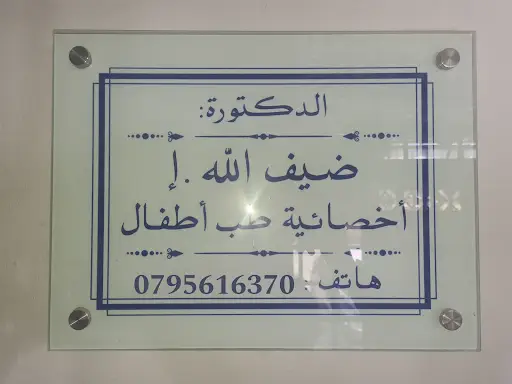 الدكتورة:
ضيف الله .إ
أخصائية طب أطفال
هاتف : 0795616370